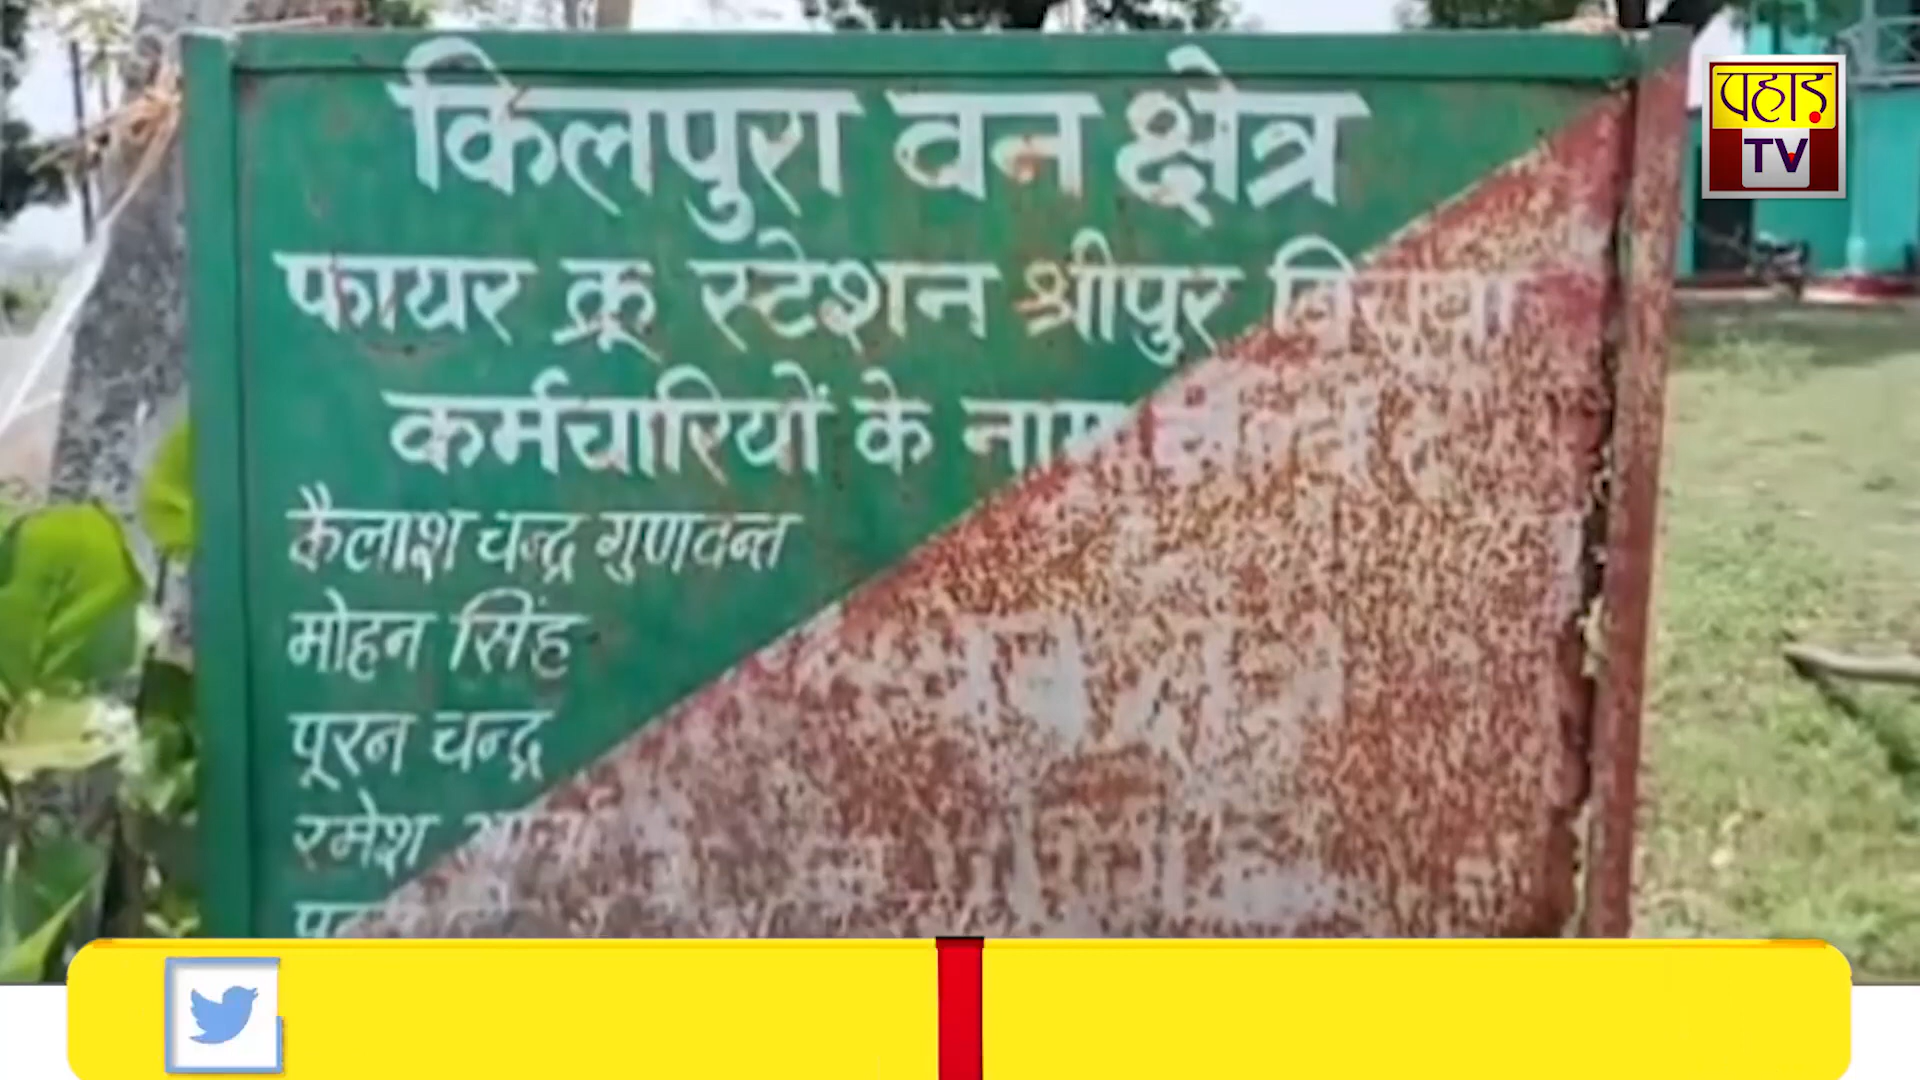 किलपुरा वन क्षेत्र
फायर क्रू स्टेशन श्रीपुर
कर्मचारियों के नाम
कैलाश चन्द्र गुणवन्त
मोहन सिंह
पूरन चन्द्र
रमेश
पहाड़
TV